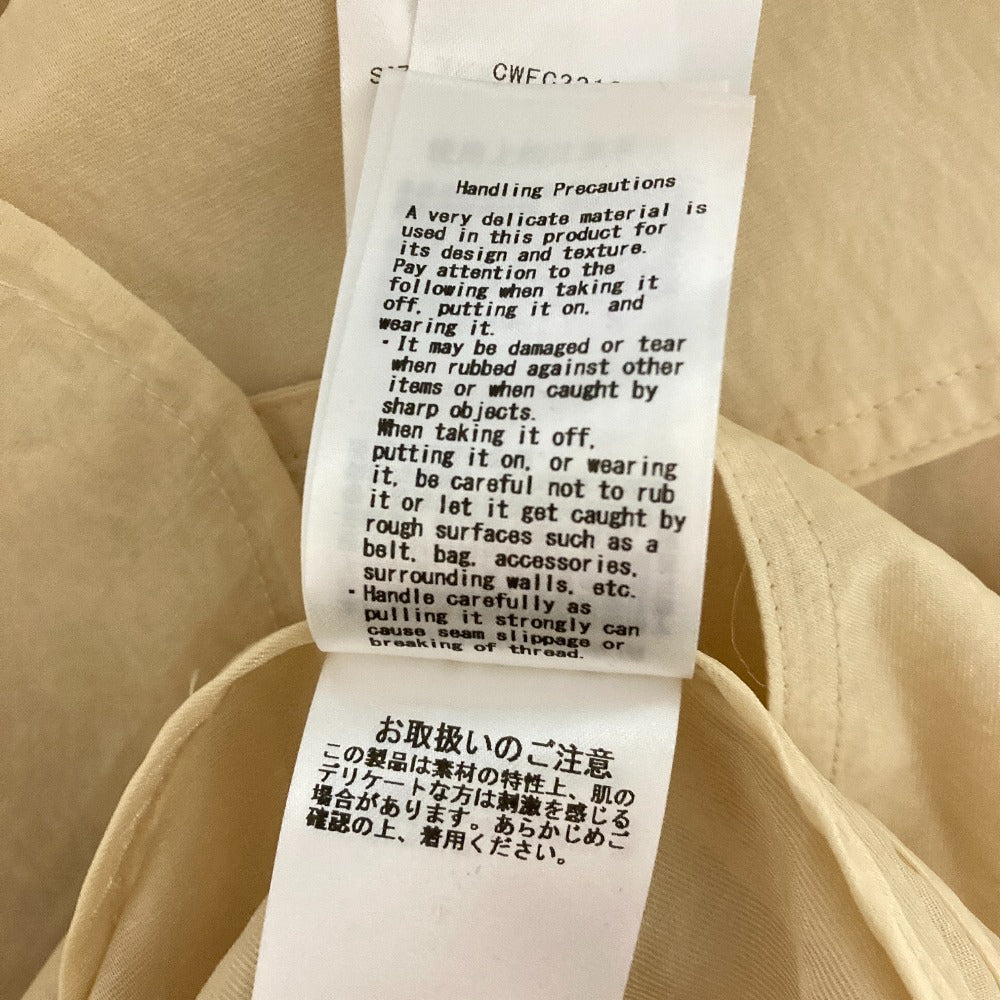 CWFC221
Handling Precautions
A very delicate material is
used in this product for
its design and texture.
Pay attention to the
following when taking it
off, putting it on, and
wearing it.
・It may be damaged or tear
when rubbed against other
items or when caught by
sharp objects.
When taking it off,
putting it on, or wearing
it, be careful not to rub
it or let it get caught by
rough surfaces such as a
belt, bag, accessories,
surrounding walls, etc.
・Handle carefully as
pulling it strongly can
cause seam slippage or
breaking of thread.
お取扱いのご注意
この製品は素材の特性上、肌の
デリケートな方は刺激を感じる
場合があります。あらかじめご
確認の上、着用ください。